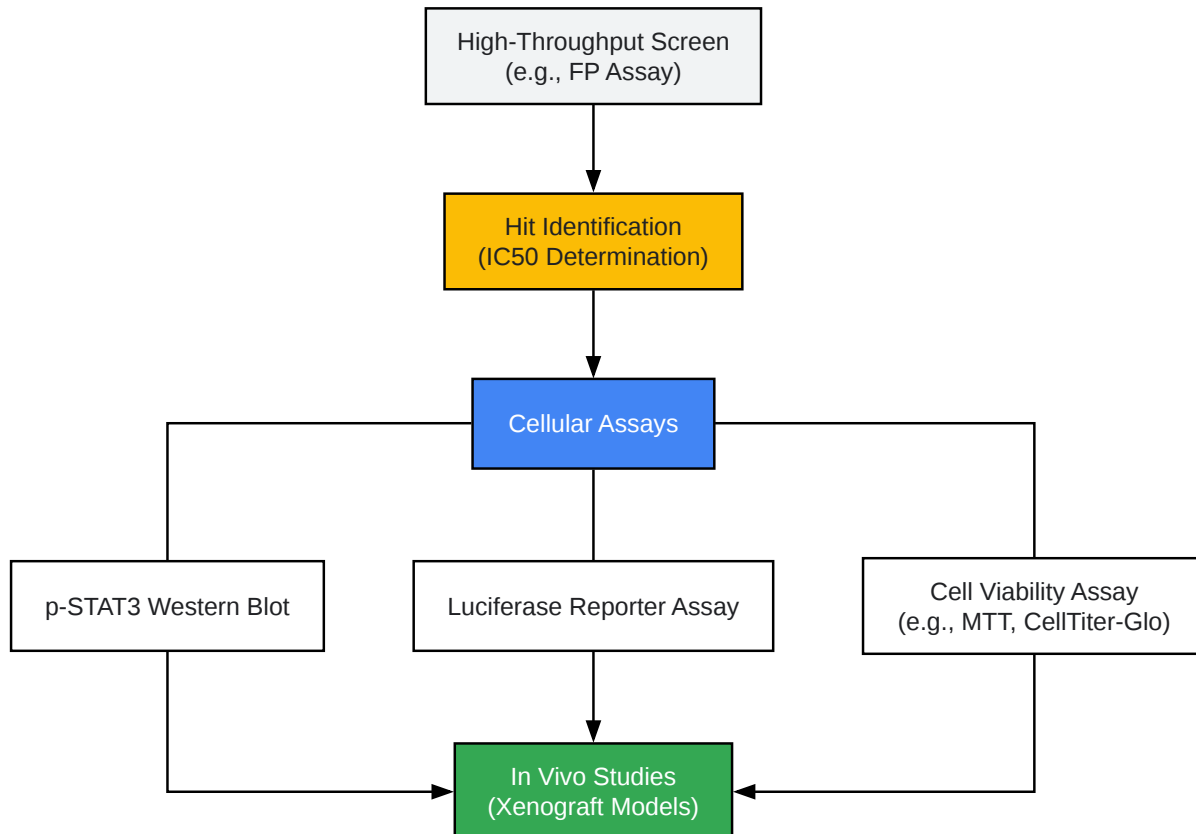 High-Throughput Screen
(e.g., FP Assay)
Hit Identification
(IC50 Determination)
Cellular Assays
p-STAT3 Western Blot
Luciferase Reporter Assay
Cell Viability Assay
(e.g., MTT, CellTiter-Glo)
In Vivo Studies
(Xenograft Models)